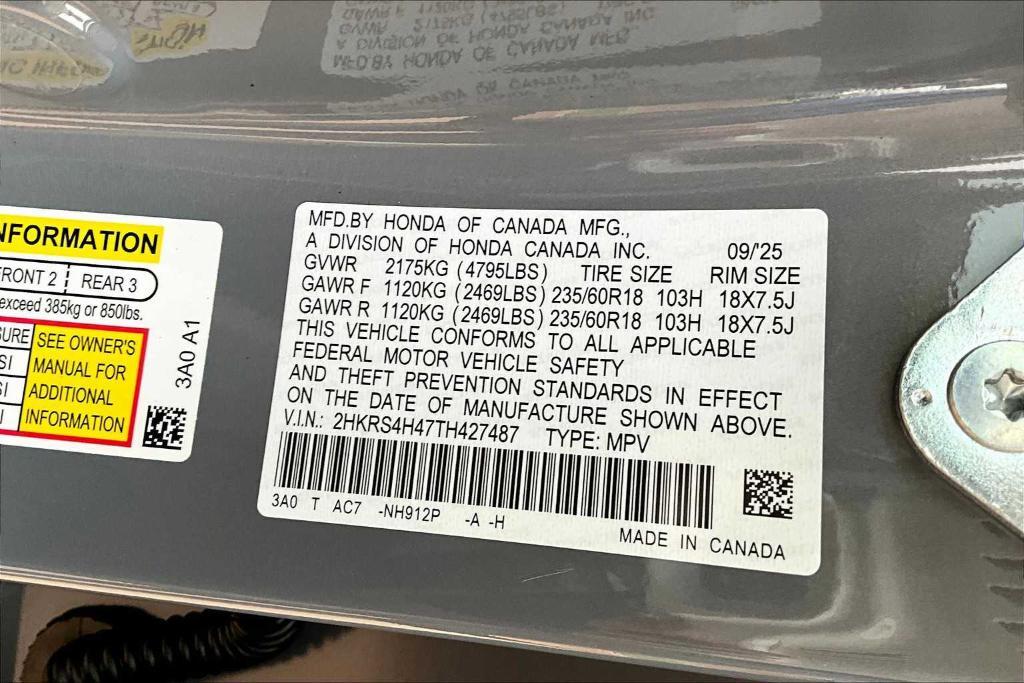 INFORMATION
FRONT 2 REAR 3
exceed 385kg or 850lbs.
SEE OWNER'S
MANUAL FOR
ADDITIONAL
INFORMATION
3A0 A1
MFD.BY HONDA OF CANADA MFG.,
A DIVISION OF HONDA CANADA INC. 09/'25
GVWR 2175KG (4795LBS) TIRE SIZE RIM SIZE
GAWR F 1120KG (2469LBS) 235/60R18 103H 18X7.5J
GAWR R 1120KG (2469LBS) 235/60R18 103H 18X7.5J
THIS VEHICLE CONFORMS TO ALL APPLICABLE
FEDERAL MOTOR VEHICLE SAFETY
AND THEFT PREVENTION STANDARDS IN EFFECT
ON THE DATE OF MANUFACTURE SHOWN ABOVE.
V.I.N.: 2HKRS4H47TH427487 TYPE: MPV
3A0 T AC7 -NH912P -A -H
MADE IN CANADA